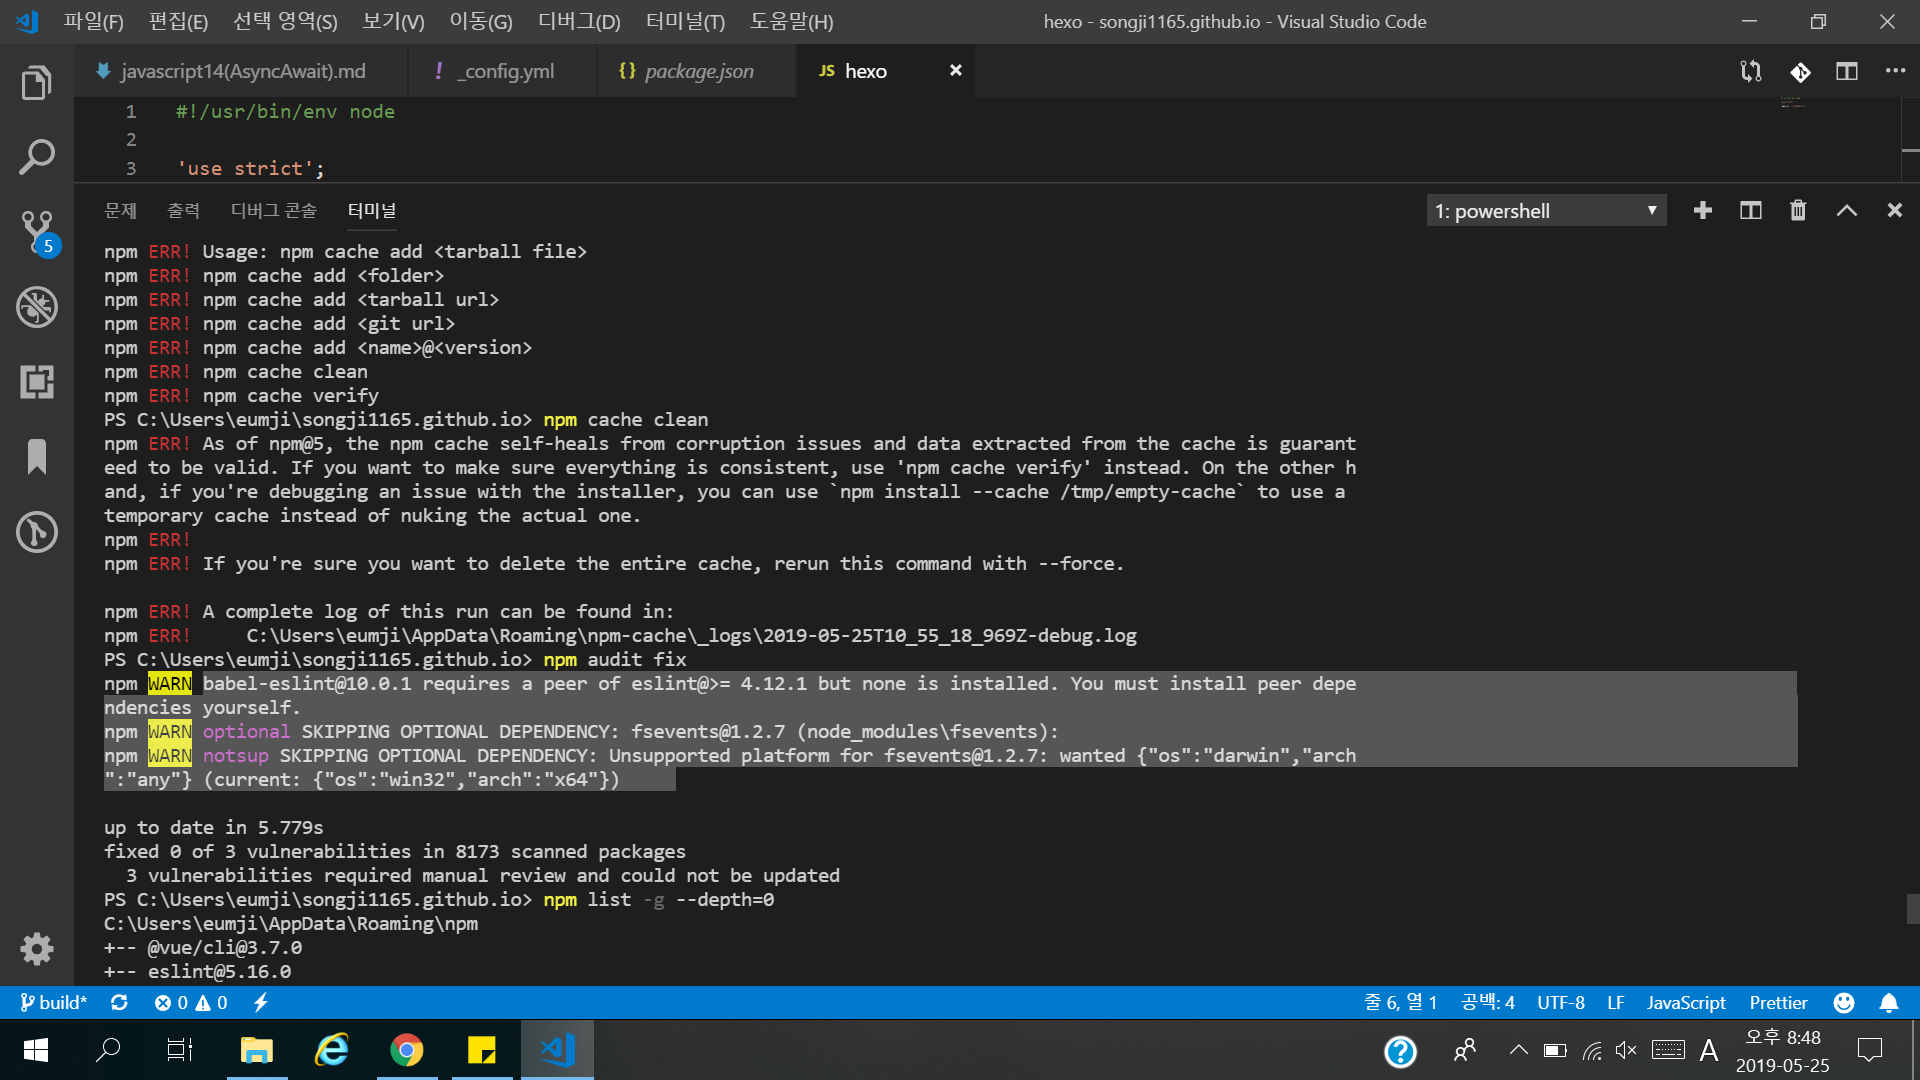 파일(F) 편집(E) 선택 영역(S) 보기(V) 이동(G) 디버그(D) 터미널(T) 도움말(H) hexo - songji1165.github.io - Visual Studio Code
javascript14(AsyncAwait).md ! _config.yml {} package.json JS hexo
1 #!/usr/bin/env node
2
3 'use strict';
문제 출력 디버그 콘솔 터미널 1: powershell
5
npm ERR! Usage: npm cache add <tarball file>
npm ERR! npm cache add <folder>
npm ERR! npm cache add <tarball url>
npm ERR! npm cache add <git url>
npm ERR! npm cache add <name>@<version>
npm ERR! npm cache clean
npm ERR! npm cache verify
PS C:\Users\eumji\songji1165.github.io> npm cache clean
npm ERR! As of npm@5, the npm cache self-heals from corruption issues and data extracted from the cache is guarant
eed to be valid. If you want to make sure everything is consistent, use 'npm cache verify' instead. On the other h
and, if you're debugging an issue with the installer, you can use `npm install --cache /tmp/empty-cache` to use a
temporary cache instead of nuking the actual one.
npm ERR!
npm ERR! If you're sure you want to delete the entire cache, rerun this command with --force.
npm ERR! A complete log of this run can be found in:
npm ERR!     C:\Users\eumji\AppData\Roaming\npm-cache\_logs\2019-05-25T10_55_18_969Z-debug.log
PS C:\Users\eumji\songji1165.github.io> npm audit fix
npm WARN babel-eslint@10.0.1 requires a peer of eslint@>= 4.12.1 but none is installed. You must install peer depe
ndencies yourself.
npm WARN optional SKIPPING OPTIONAL DEPENDENCY: fsevents@1.2.7 (node_modules\fsevents):
npm WARN notsup SKIPPING OPTIONAL DEPENDENCY: Unsupported platform for fsevents@1.2.7: wanted {"os":"darwin","arch
":"any"} (current: {"os":"win32","arch":"x64"})
up to date in 5.779s
fixed 0 of 3 vulnerabilities in 8173 scanned packages
  3 vulnerabilities required manual review and could not be updated
PS C:\Users\eumji\songji1165.github.io> npm list -g --depth=0
C:\Users\eumji\AppData\Roaming\npm
+-- @vue/cli@3.7.0
+-- eslint@5.16.0
build* 0 0 줄 6, 열 1 공백: 4 UTF-8 LF JavaScript Prettier
A 오후 8:48
2019-05-25